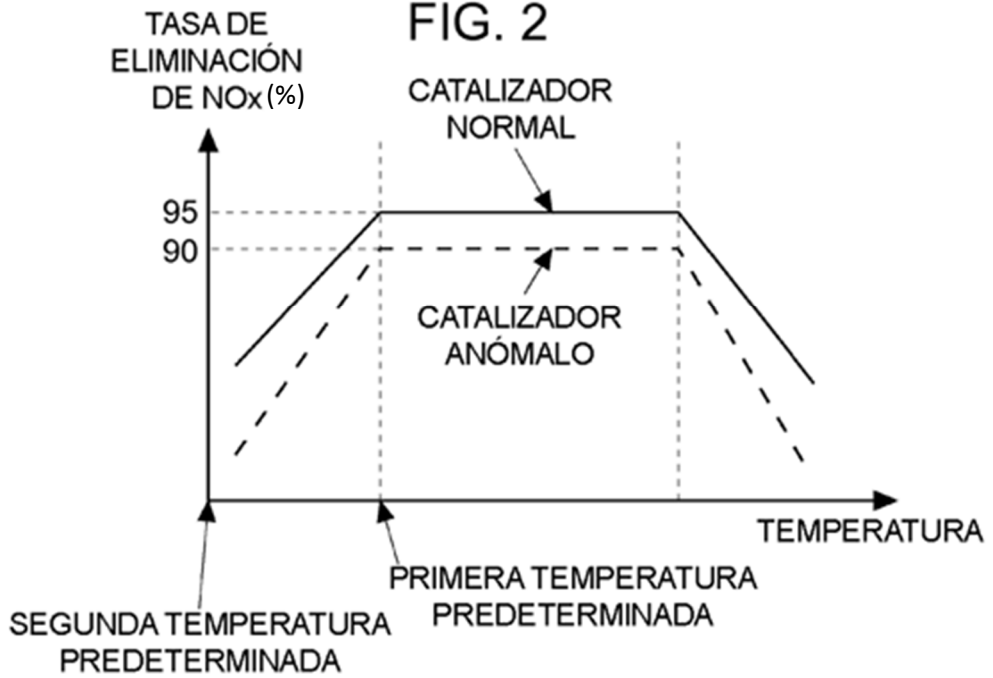 FIG. 2
TASA DE
ELIMINACIÓN
DE NOx (%)
CATALIZADOR
NORMAL
95
90
CATALIZADOR
ANÓMALO
TEMPERATURA
PRIMERA TEMPERATURA
PREDETERMINADA
SEGUNDA TEMPERATURA
PREDETERMINADA